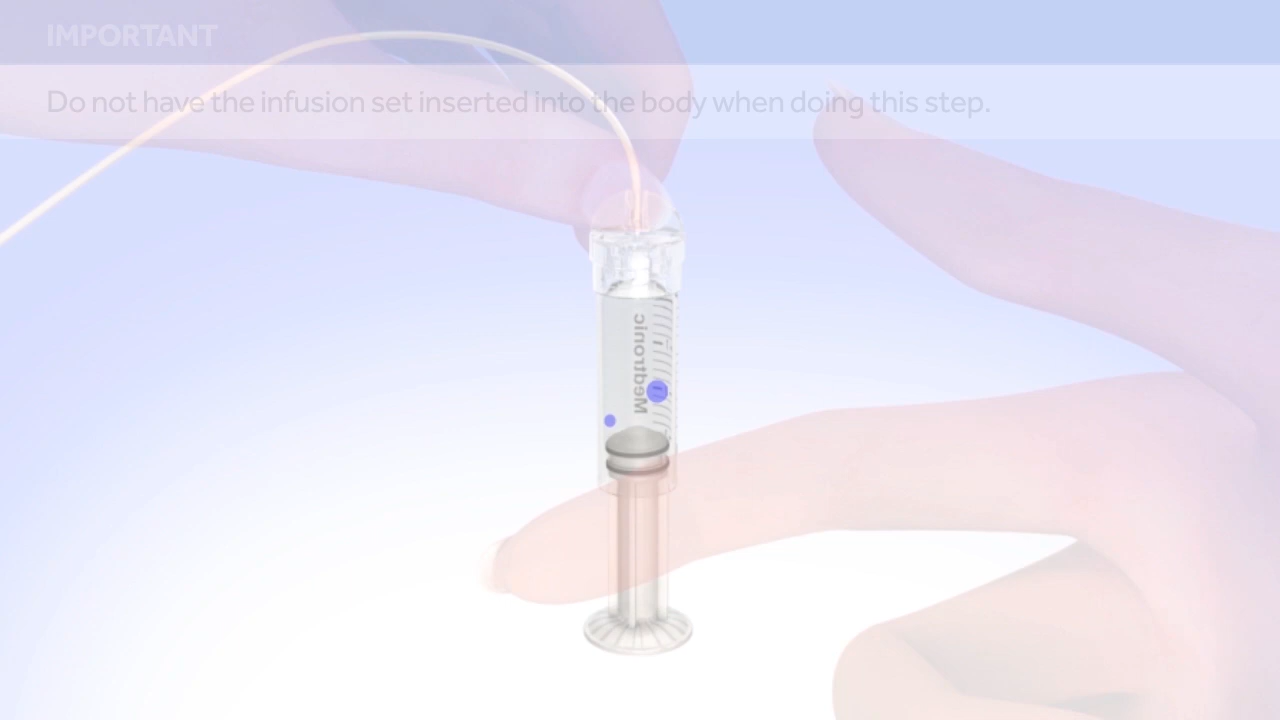 IMPORTANT
Do not have the infusion set inserted into the body when doing this step.
Medtronic